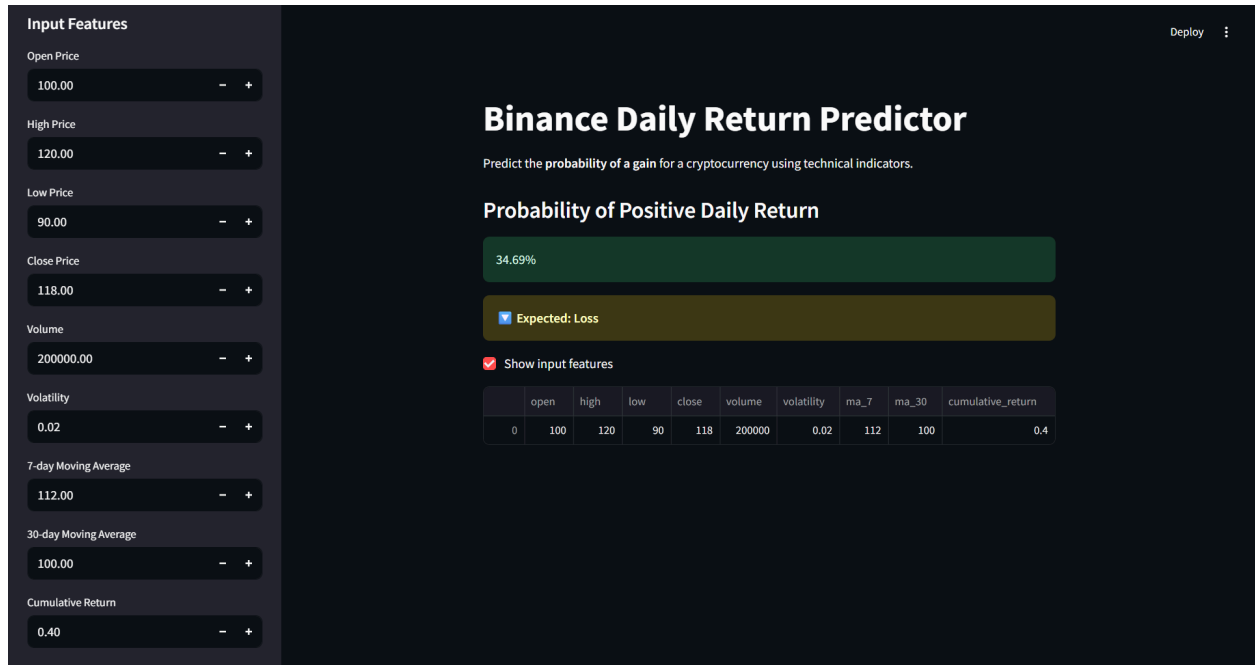 Input Features
Open Price
100.00
High Price
120.00
Low Price
90.00
Close Price
118.00
Volume
200000.00
Volatility
0.02
7-day Moving Average
112.00
30-day Moving Average
100.00
Cumulative Return
0.40
Deploy
Binance Daily Return Predictor
Predict the probability of a gain for a cryptocurrency using technical indicators.
Probability of Positive Daily Return
34.69%
Expected: Loss
Show input features
open high low close volume volatility ma_7 ma_30 cumulative_return
0 100 120 90 118 200000 0.02 112 100 0.4